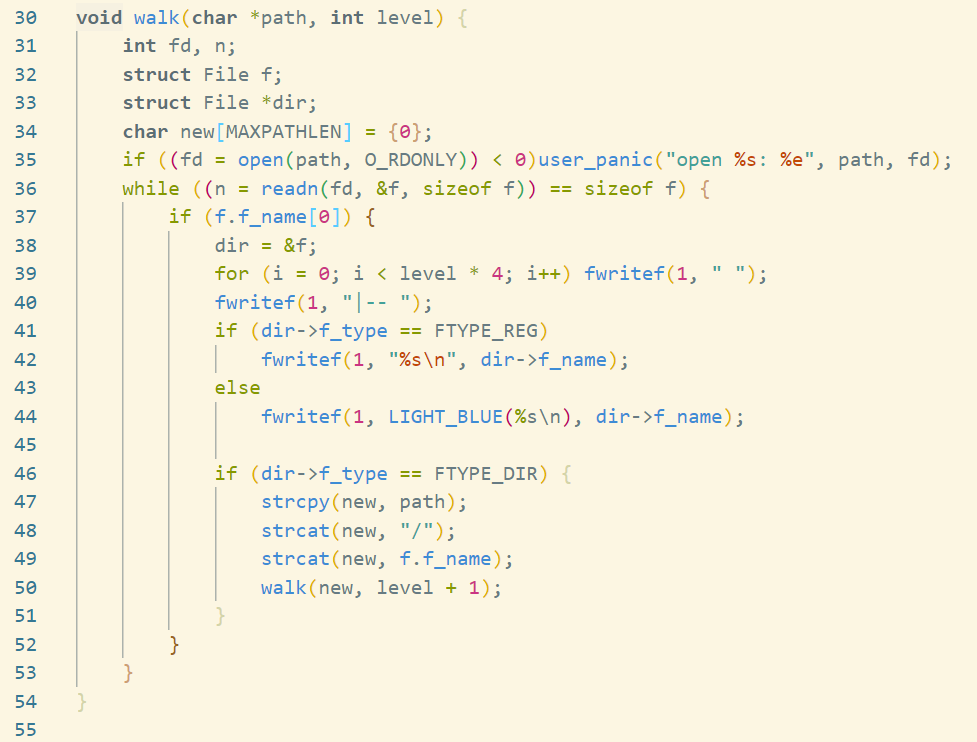 30 void walk(char *path, int level) {
31     int fd, n;
32     struct File f;
33     struct File *dir;
34     char new[MAXPATHLEN] = {0};
35     if ((fd = open(path, O_RDONLY)) < 0)user_panic("open %s: %e", path, fd);
36     while ((n = readn(fd, &f, sizeof f)) == sizeof f) {
37         if (f.f_name[0]) {
38             dir = &f;
39             for (i = 0; i < level * 4; i++) fwritef(1, " ");
40             fwritef(1, "|-- ");
41             if (dir->f_type == FTYPE_REG)
42                 fwritef(1, "%s\n", dir->f_name);
43             else
44                 fwritef(1, LIGHT_BLUE(%s\n), dir->f_name);
45
46             if (dir->f_type == FTYPE_DIR) {
47                 strcpy(new, path);
48                 strcat(new, "/");
49                 strcat(new, f.f_name);
50                 walk(new, level + 1);
51             }
52         }
53     }
54 }
55